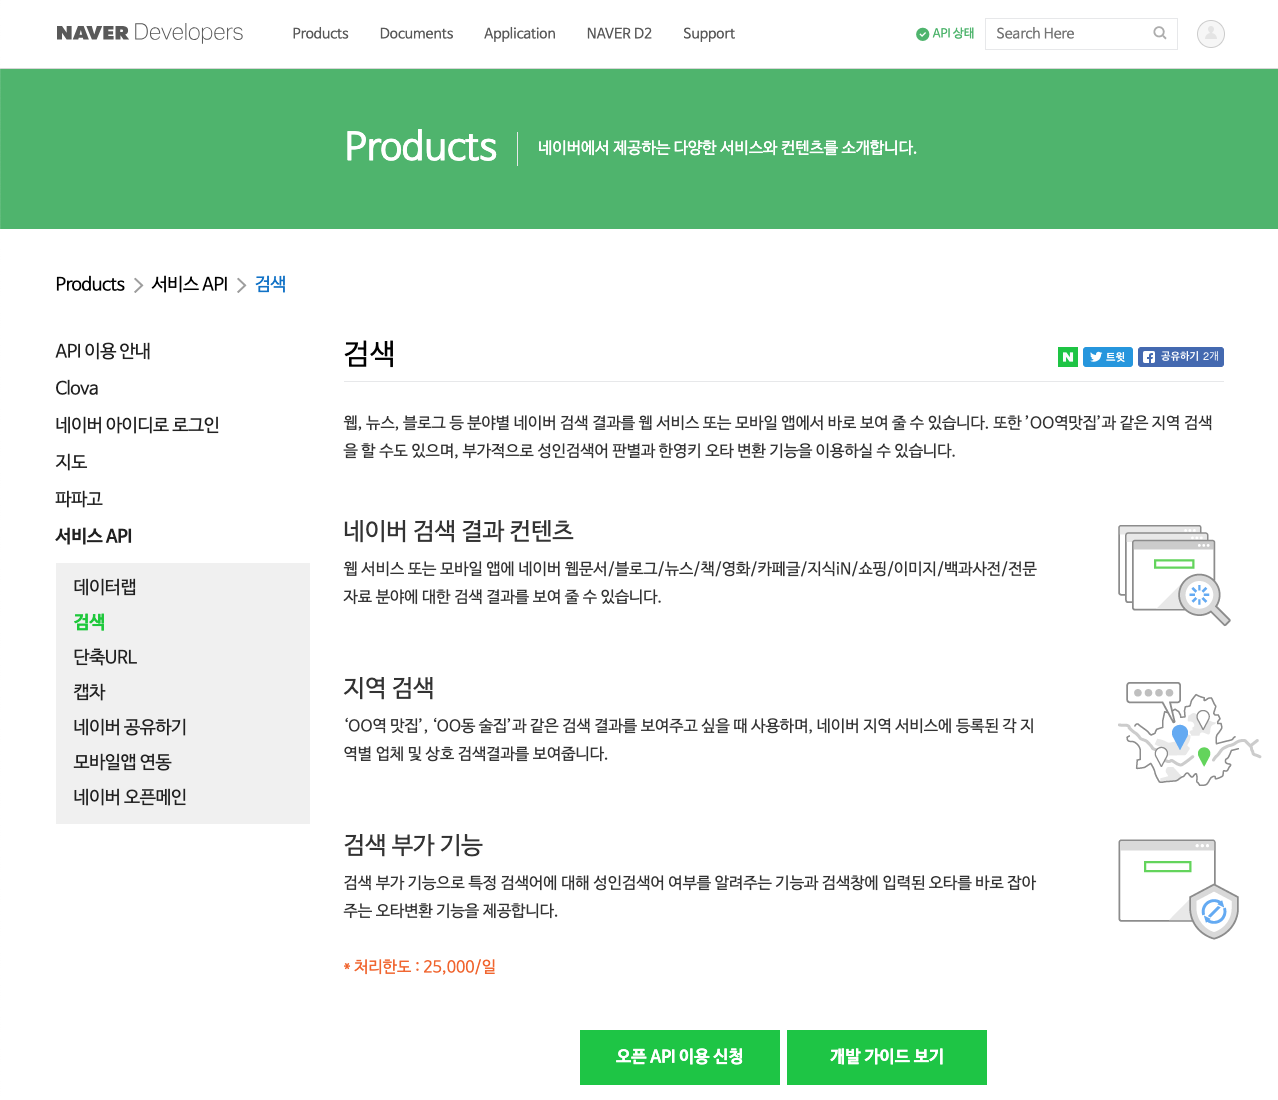 NAVER Developers
Products
Documents
Application
NAVER D2
Support
API 상태
Search Here
Products
네이버에서 제공하는 다양한 서비스와 컨텐츠를 소개합니다.
Products > 서비스 API > 검색
API 이용 안내
Clova
네이버 아이디로 로그인
지도
파파고
서비스 API
데이터랩
검색
단축URL
캡차
네이버 공유하기
모바일앱 연동
네이버 오픈메인
검색
N
트윗
공유하기 2개
웹, 뉴스, 블로그 등 분야별 네이버 검색 결과를 웹 서비스 또는 모바일 앱에서 바로 보여 줄 수 있습니다. 또한 ’OO역맛집’과 같은 지역 검색
을 할 수도 있으며, 부가적으로 성인검색어 판별과 한영키 오타 변환 기능을 이용하실 수 있습니다.
네이버 검색 결과 컨텐츠
웹 서비스 또는 모바일 앱에 네이버 웹문서/블로그/뉴스/책/영화/카페글/지식iN/쇼핑/이미지/백과사전/전문
자료 분야에 대한 검색 결과를 보여 줄 수 있습니다.
지역 검색
‘OO역 맛집’, ‘OO동 술집’과 같은 검색 결과를 보여주고 싶을 때 사용하며, 네이버 지역 서비스에 등록된 각 지
역별 업체 및 상호 검색결과를 보여줍니다.
검색 부가 기능
검색 부가 기능으로 특정 검색어에 대해 성인검색어 여부를 알려주는 기능과 검색창에 입력된 오타를 바로 잡아
주는 오타변환 기능을 제공합니다.
* 처리한도 : 25,000/일
오픈 API 이용 신청
개발 가이드 보기